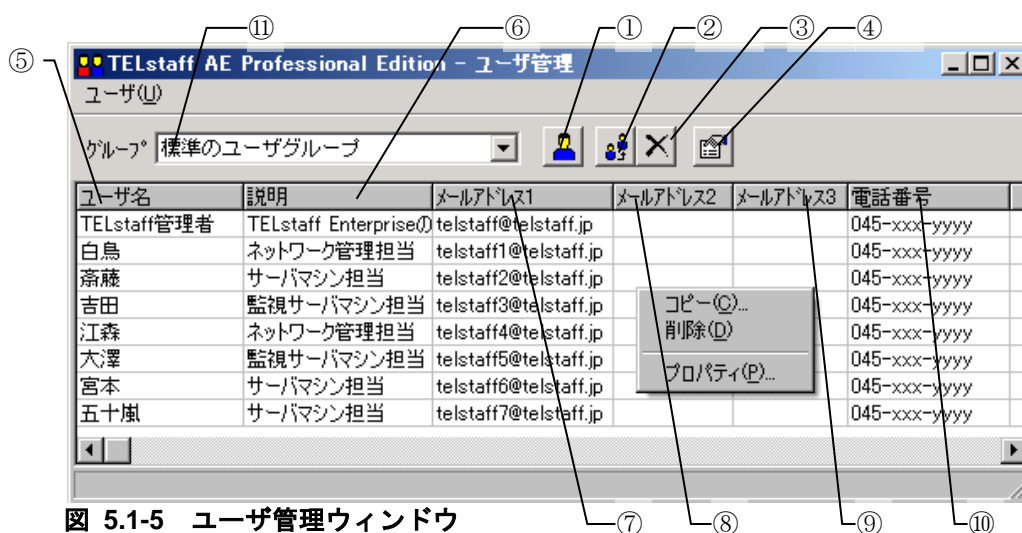 ⑪ ⑥ ① ② ③ ④
⑤
TELstaff AE Professional Edition - ユーザ管理
ユーザ(U)
ｸﾞﾙｰﾌﾟ 標準のユーザグループ
ユーザ名 説明 ﾒｰﾙｱﾄﾞﾚｽ1 ﾒｰﾙｱﾄﾞﾚｽ2 ﾒｰﾙｱﾄﾞﾚｽ3 電話番号
TELstaff管理者 TELstaff Enterpriseの telstaff@telstaff.jp 045-xxx-yyyy
白鳥 ネットワーク管理担当 telstaff1@telstaff.jp 045-xxx-yyyy
斎藤 サーバマシン担当 telstaff2@telstaff.jp 045-xxx-yyyy
吉田 監視サーバマシン担当 telstaff3@telstaff.jp 045-xxx-yyyy
江森 ネットワーク管理担当 telstaff4@telstaff.jp 045-xxx-yyyy
大澤 監視サーバマシン担当 telstaff5@telstaff.jp 045-xxx-yyyy
宮本 サーバマシン担当 telstaff6@telstaff.jp 045-xxx-yyyy
五十嵐 サーバマシン担当 telstaff7@telstaff.jp 045-xxx-yyyy
コピー(C)...
削除(D)
プロパティ(P)...
図 5.1-5 ユーザ管理ウィンドウ
⑦ ⑧ ⑨ ⑩